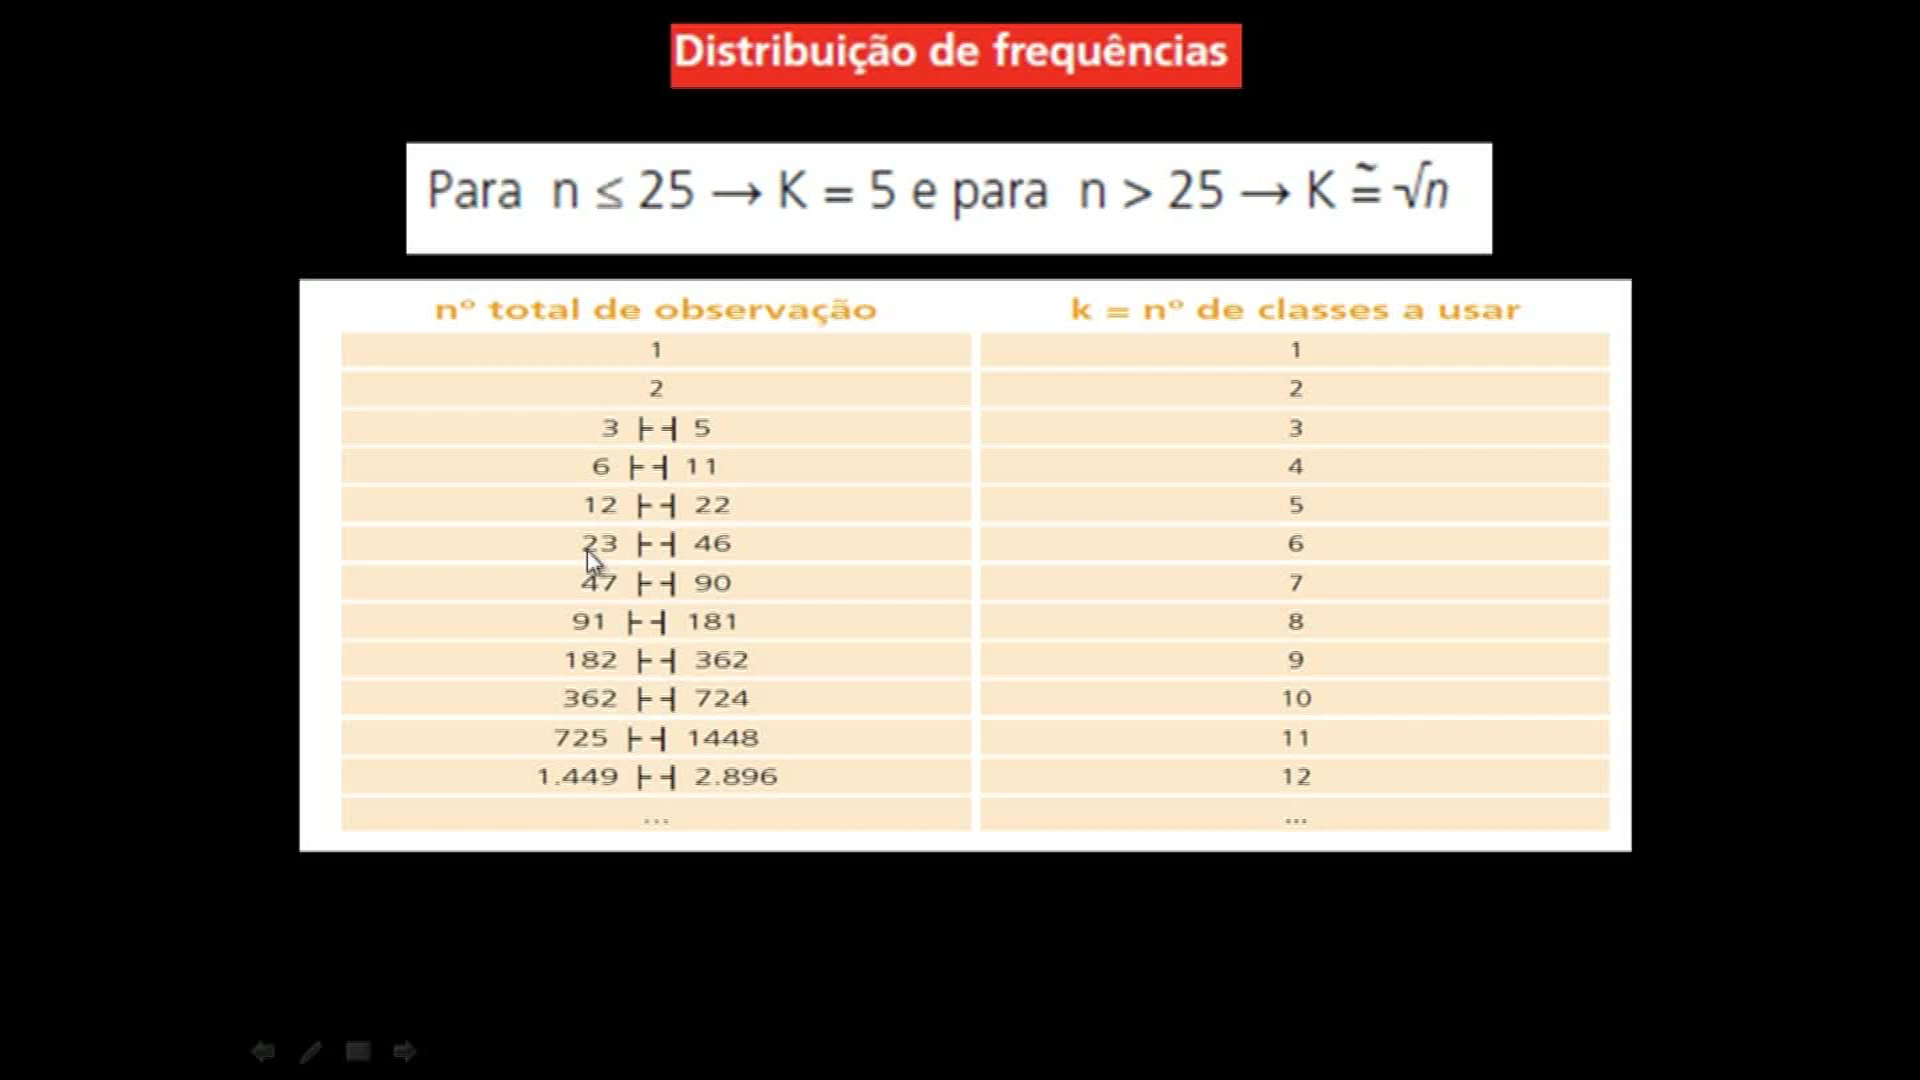 Distribuição de frequências
Para n ≤ 25 → K = 5 e para n > 25 → K ≅ √n
nº total de observação k = nº de classes a usar
1 1
2 2
3 ├┤ 5 3
6 ├┤ 11 4
12 ├┤ 22 5
23 ├┤ 46 6
47 ├┤ 90 7
91 ├┤ 181 8
182 ├┤ 362 9
362 ├┤ 724 10
725 ├┤ 1448 11
1.449 ├┤ 2.896 12
... ...